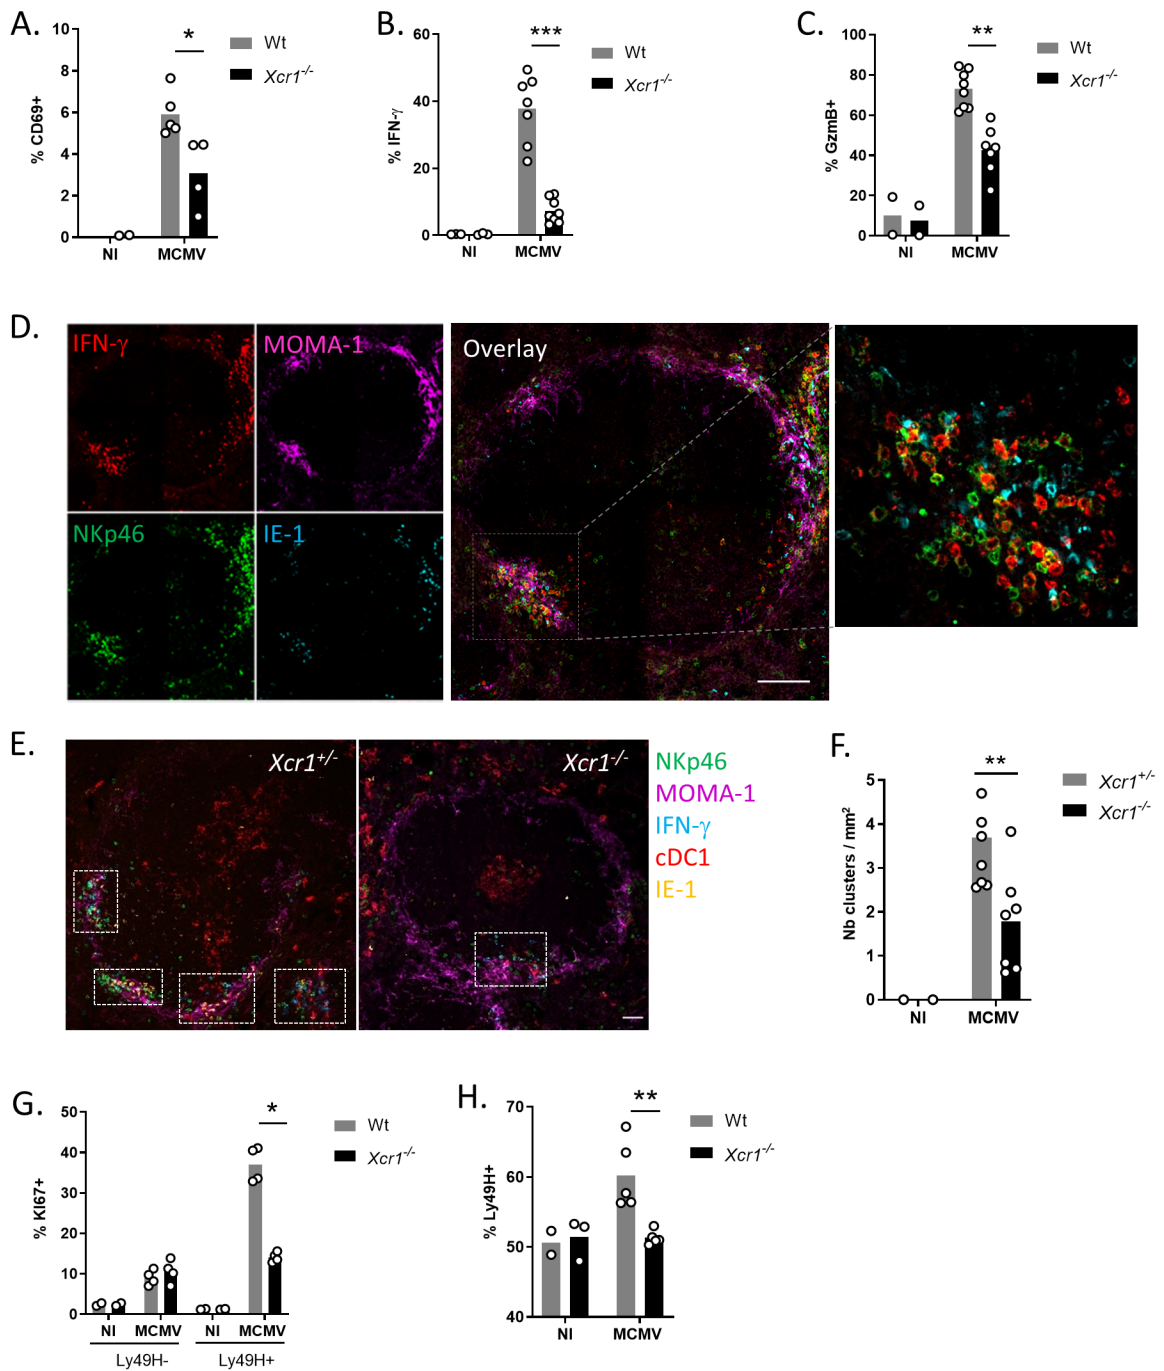 A.
% CD69+
10
8
6
4
2
0
NI
MCMV
*
Wt
Xcr1-/-
B.
% IFN-γ
60
40
20
0
NI
MCMV
***
Wt
Xcr1-/-
C.
% GzmB+
100
80
60
40
20
0
NI
MCMV
**
Wt
Xcr1-/-
D.
IFN-γ
MOMA-1
NKp46
IE-1
Overlay
E.
Xcr1+/-
Xcr1-/-
NKp46
MOMA-1
IFN-γ
cDC1
IE-1
F.
Nb clusters / mm2
5
4
3
2
1
0
NI
MCMV
**
Xcr1+/-
Xcr1-/-
G.
% KI67+
50
40
30
20
10
0
NI
MCMV
NI
MCMV
Ly49H-
Ly49H+
*
Wt
Xcr1-/-
H.
% Ly49H+
70
60
50
40
NI
MCMV
**
Wt
Xcr1-/-